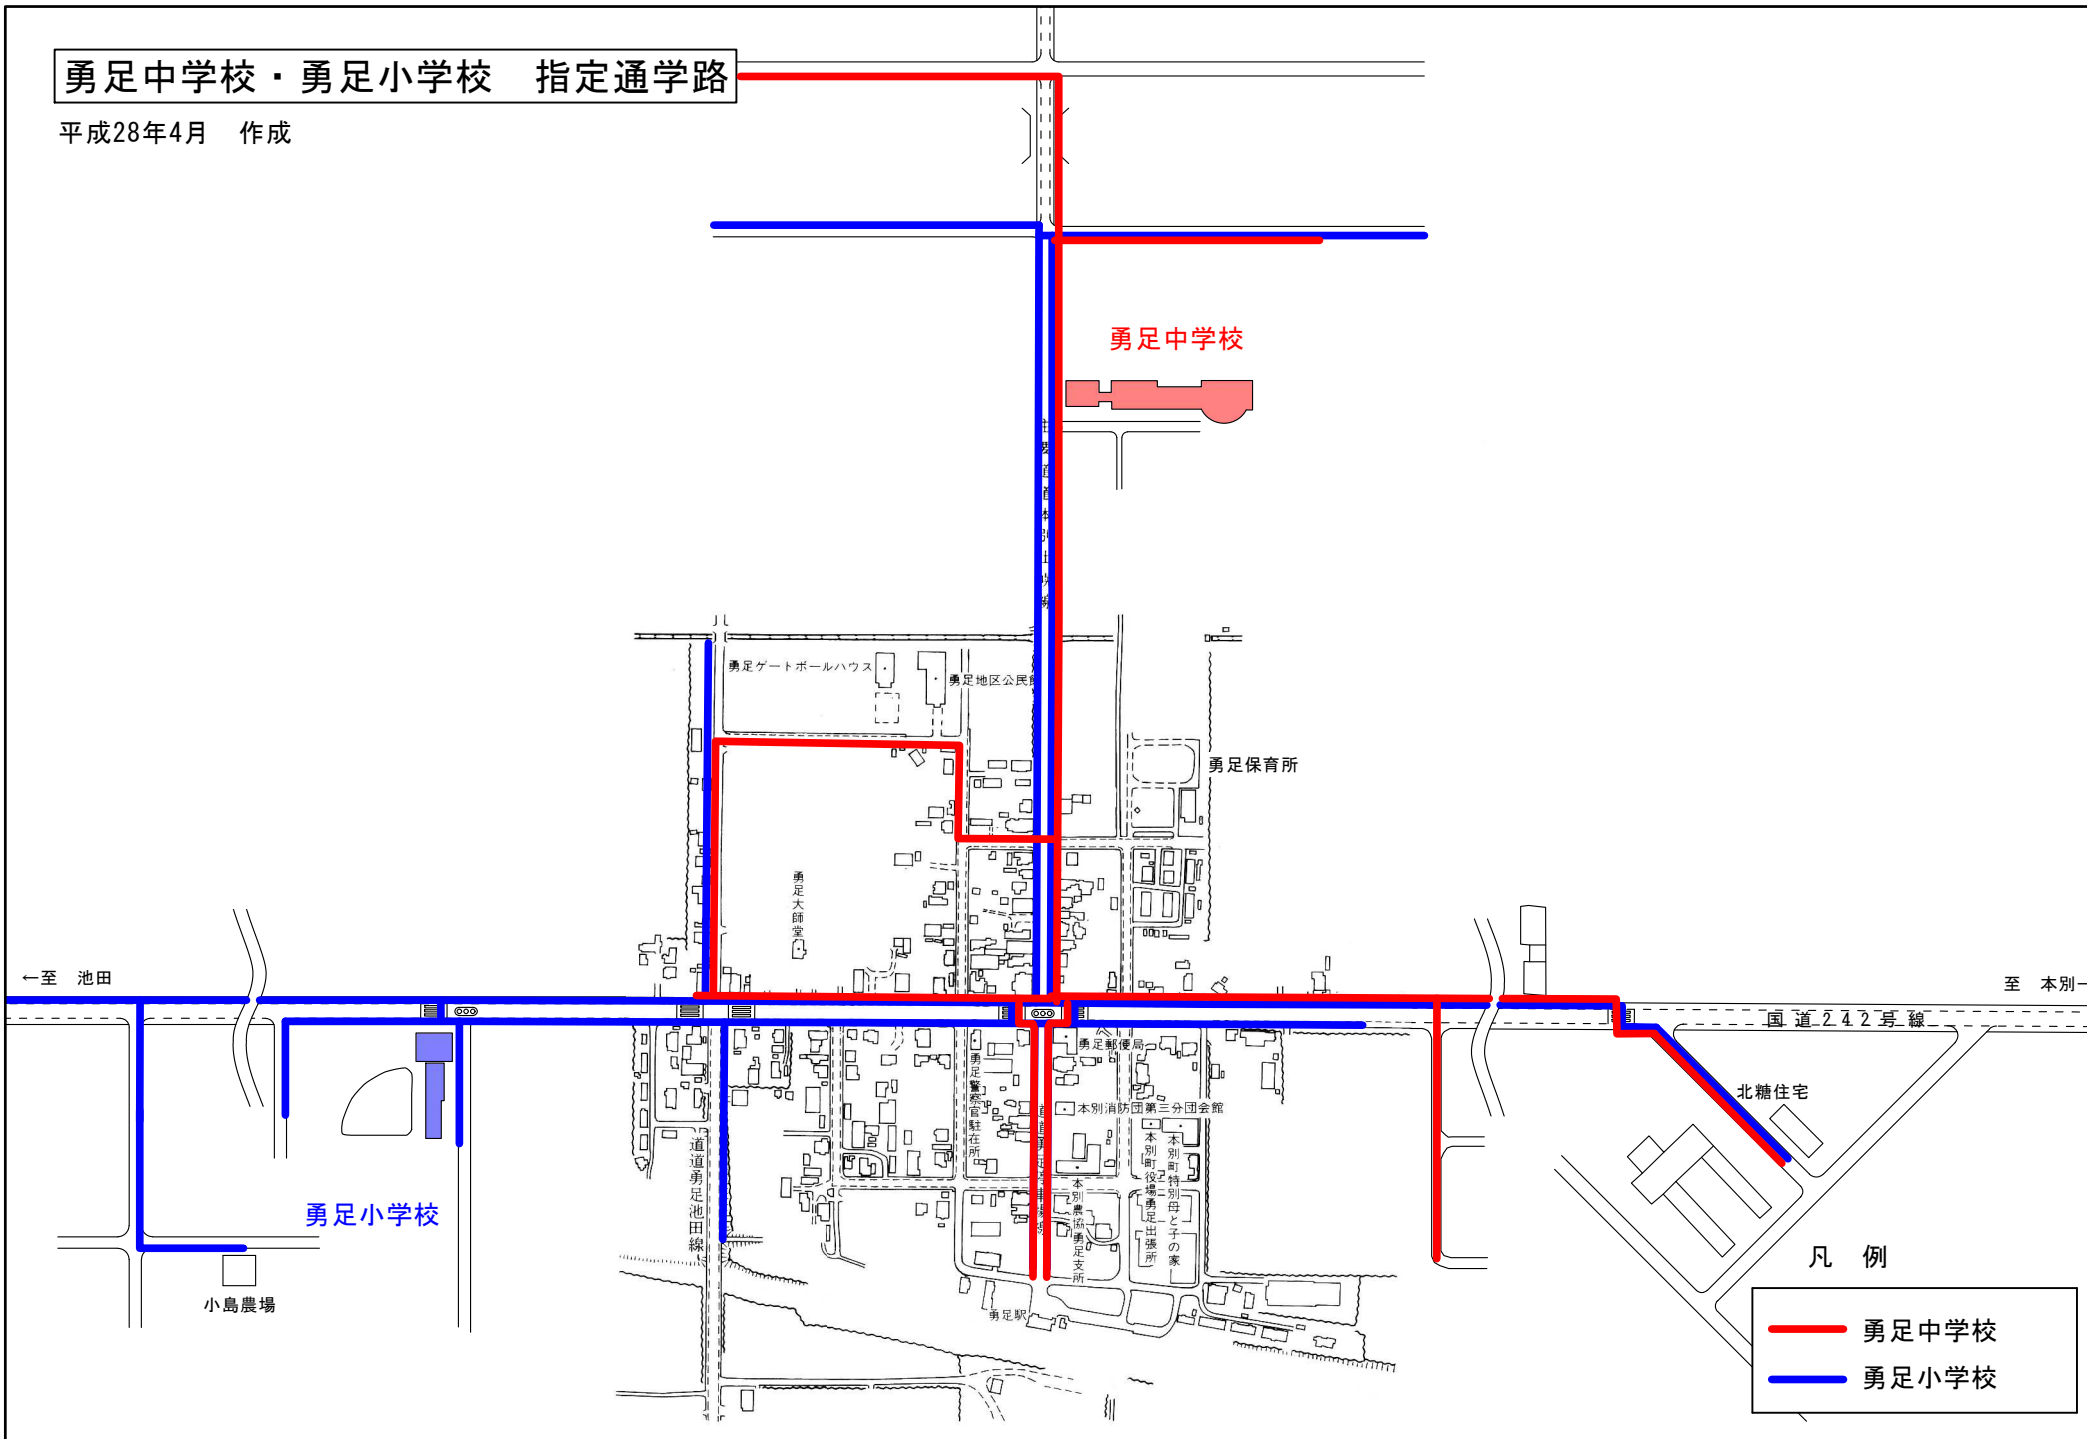 勇足中学校・勇足小学校　指定通学路
平成28年4月　作成
勇足中学校
勇足ゲートボールハウス
勇足地区公民館
勇足保育所
勇足大師堂
←至　池田
至　本別
国道242号線
勇足郵便局
勇足警察官駐在所
本別消防団第三分団会館
北糖住宅
道道勇足池田線
本別町役場勇足出張所
本別町特別母と子の家
本別農協勇足支所
勇足小学校
小島農場
勇足駅
凡　例
勇足中学校
勇足小学校